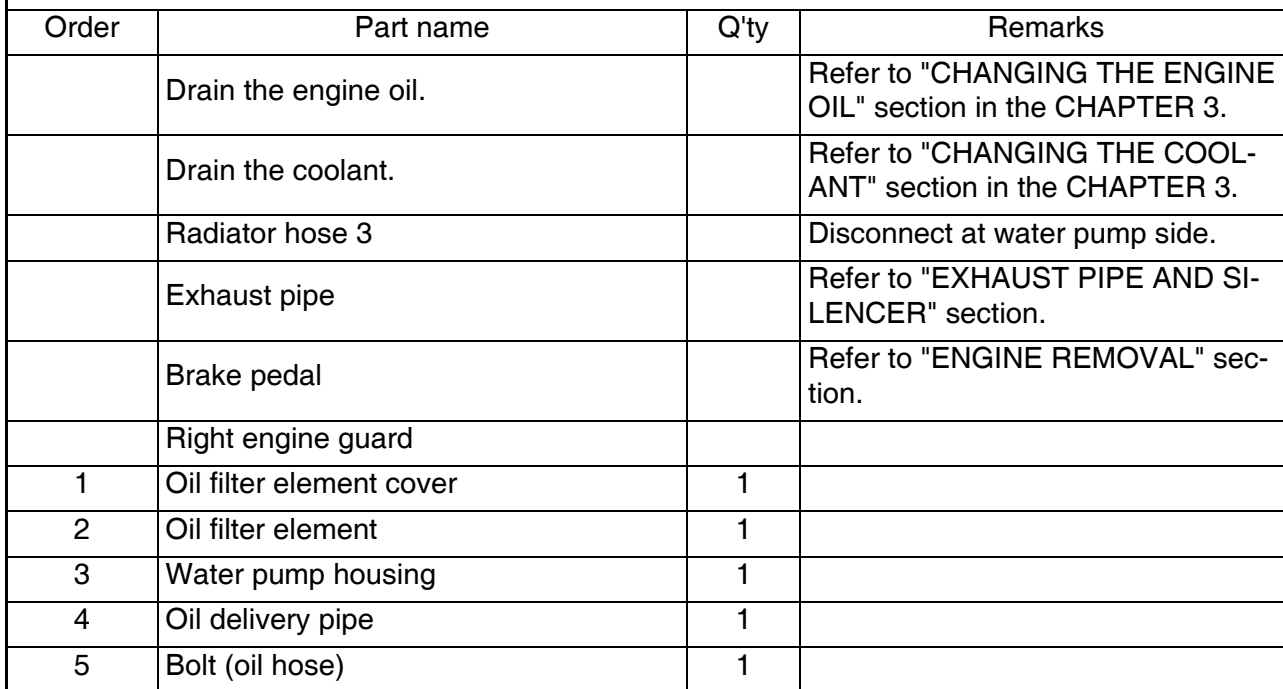 Order Part name Q'ty Remarks
Drain the engine oil. Refer to "CHANGING THE ENGINE
OIL" section in the CHAPTER 3.
Drain the coolant. Refer to "CHANGING THE COOL-
ANT" section in the CHAPTER 3.
Radiator hose 3 Disconnect at water pump side.
Exhaust pipe Refer to "EXHAUST PIPE AND SI-
LENCER" section.
Brake pedal Refer to "ENGINE REMOVAL" sec-
tion.
Right engine guard
1 Oil filter element cover 1
2 Oil filter element 1
3 Water pump housing 1
4 Oil delivery pipe 1
5 Bolt (oil hose) 1